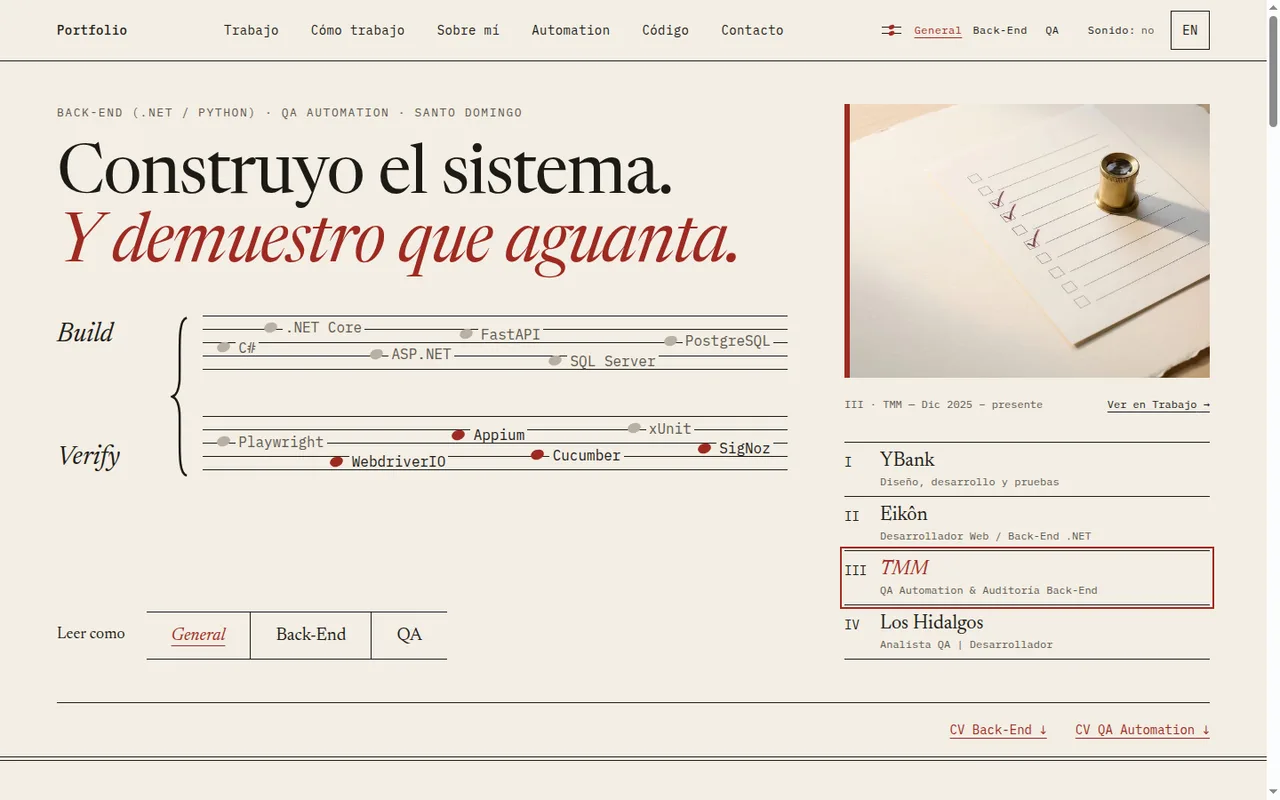 Portfolio
Trabajo
Cómo trabajo
Sobre mí
Automation
Código
Contacto
General
Back-End
QA
Sonido: no
EN
BACK-END (.NET / PYTHON) · QA AUTOMATION · SANTO DOMINGO
Construyo el sistema.
Y demuestro que aguanta.
Build
.NET Core
FastAPI
PostgreSQL
C#
ASP.NET
SQL Server
Verify
xUnit
Appium
Playwright
SigNoz
Cucumber
WebdriverIO
Leer como
General
Back-End
QA
III · TMM — Dic 2025 – presente
Ver en Trabajo →
I YBank
Diseño, desarrollo y pruebas
II Eikôn
Desarrollador Web / Back-End .NET
III TMM
QA Automation & Auditoría Back-End
IV Los Hidalgos
Analista QA | Desarrollador
CV Back-End ↓
CV QA Automation ↓